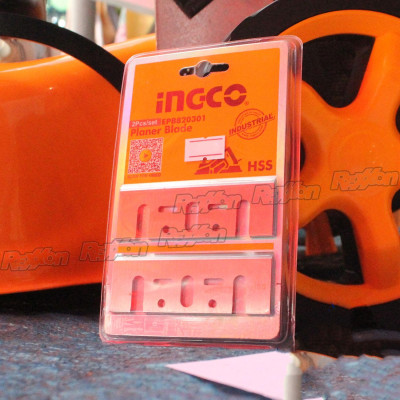 INGCO
2Pcs/set EPB820301
Planer Blade
INDUSTRIAL
HSS